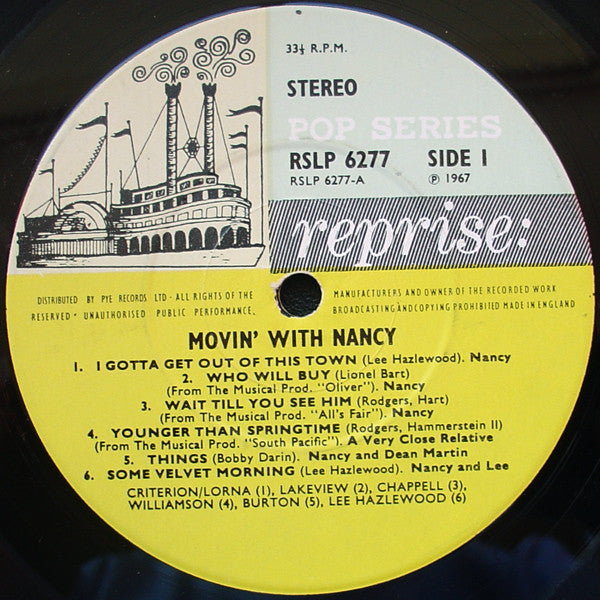 33⅓ R.P.M.
STEREO
POP SERIES
RSLP 6277 SIDE 1
RSLP 6277-A ℗ 1967
reprise:
DISTRIBUTED BY PYE RECORDS LTD · ALL RIGHTS OF THE MANUFACTURERS AND OWNER OF THE RECORDED WORK
RESERVED · UNAUTHORISED PUBLIC PERFORMANCE, BROADCASTING AND COPYING PROHIBITED MADE IN ENGLAND
MOVIN' WITH NANCY
1. I GOTTA GET OUT OF THIS TOWN (Lee Hazlewood). Nancy
2. WHO WILL BUY (Lionel Bart)
(From The Musical Prod. "Oliver"). Nancy
3. WAIT TILL YOU SEE HIM (Rodgers, Hart)
(From The Musical Prod. "All's Fair"). Nancy
4. YOUNGER THAN SPRINGTIME (Rodgers, Hammerstein II)
(From The Musical Prod. "South Pacific"). A Very Close Relative
5. THINGS (Bobby Darin). Nancy and Dean Martin
6. SOME VELVET MORNING (Lee Hazlewood). Nancy and Lee
CRITERION/LORNA (1), LAKEVIEW (2), CHAPPELL (3),
WILLIAMSON (4), BURTON (5), LEE HAZLEWOOD (6)